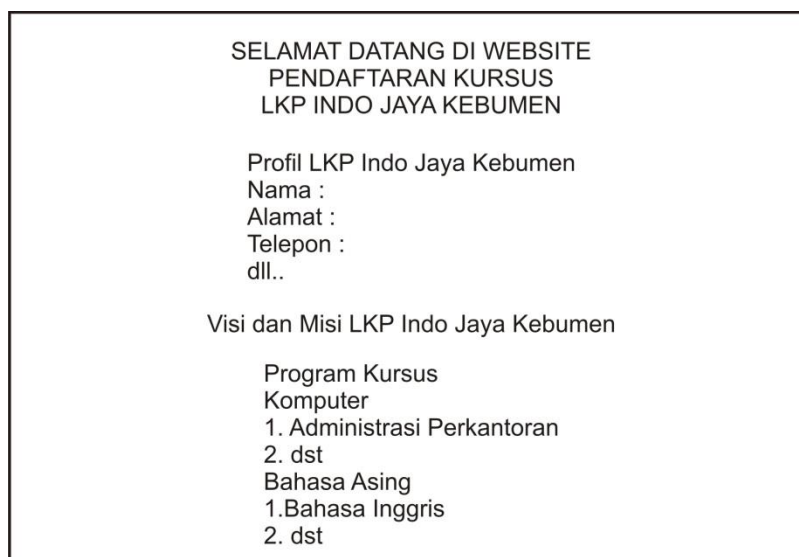 SELAMAT DATANG DI WEBSITE
PENDAFTARAN KURSUS
LKP INDO JAYA KEBUMEN
Profil LKP Indo Jaya Kebumen
Nama :
Alamat :
Telepon :
dll..
Visi dan Misi LKP Indo Jaya Kebumen
Program Kursus
Komputer
1. Administrasi Perkantoran
2. dst
Bahasa Asing
1.Bahasa Inggris
2. dst